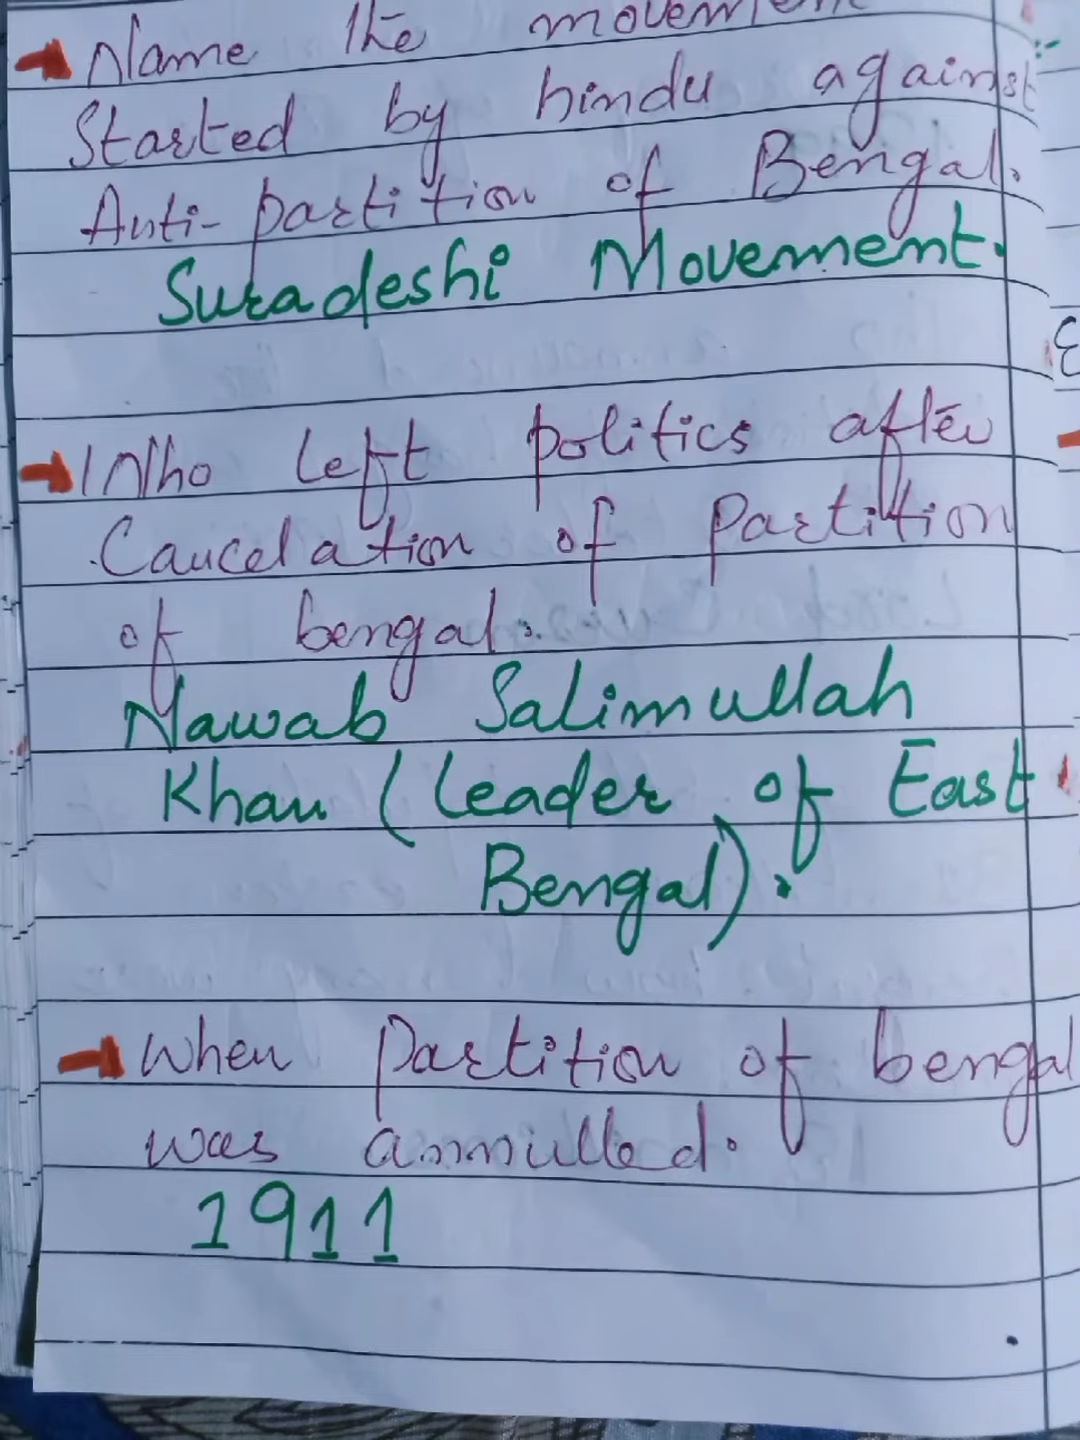 Name the movement
Started by hindu against
Anti-partition of Bengal.
Swadeshi Movement.
Who left politics after
Cancelation of Partition
of bengal.
Nawab Salimullah
Khan (leader of East
Bengal).
When Partition of bengal
was annulled.
1911